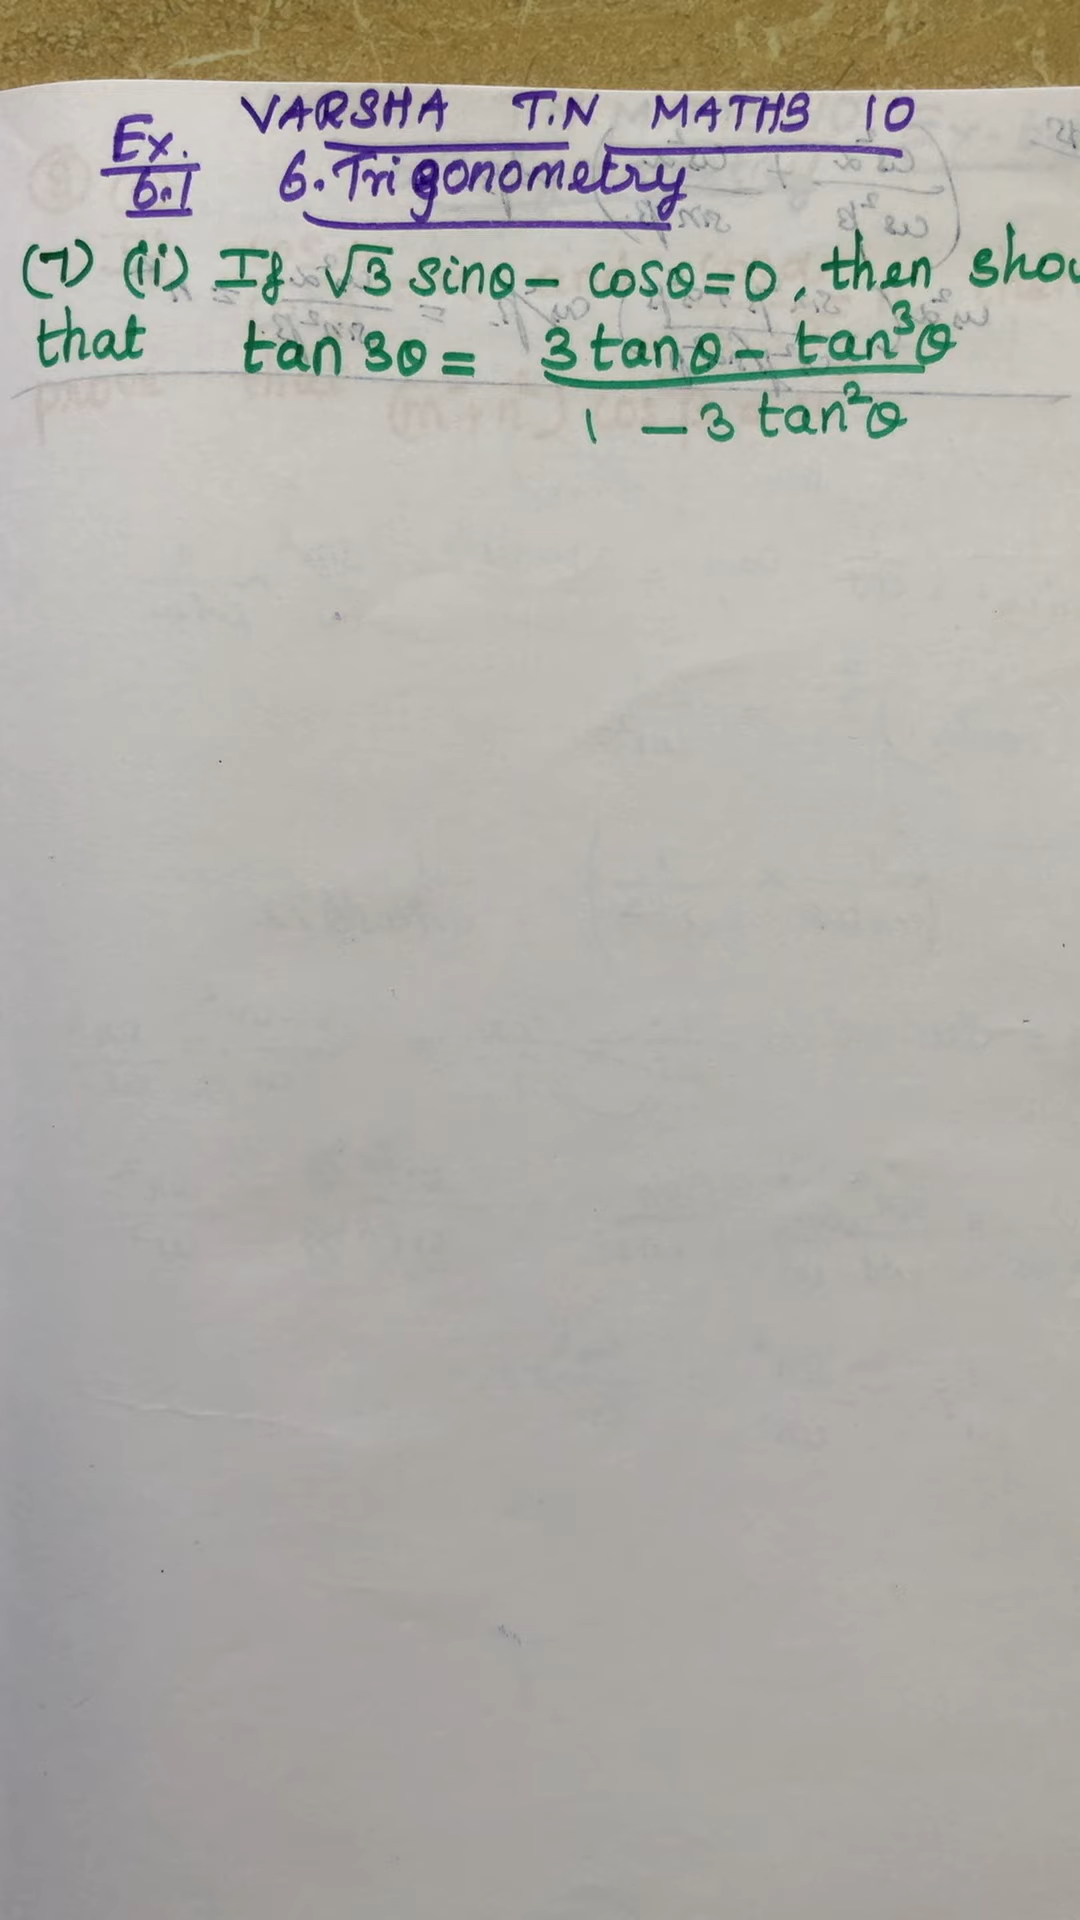 VARSHA T.N MATHS 10
Ex. 6.1
6. Trigonometry
(7) (ii) If √3 sinθ − cosθ = 0, then
that tan 3θ = 3 tanθ − tan³θ
1 − 3 tan²θ